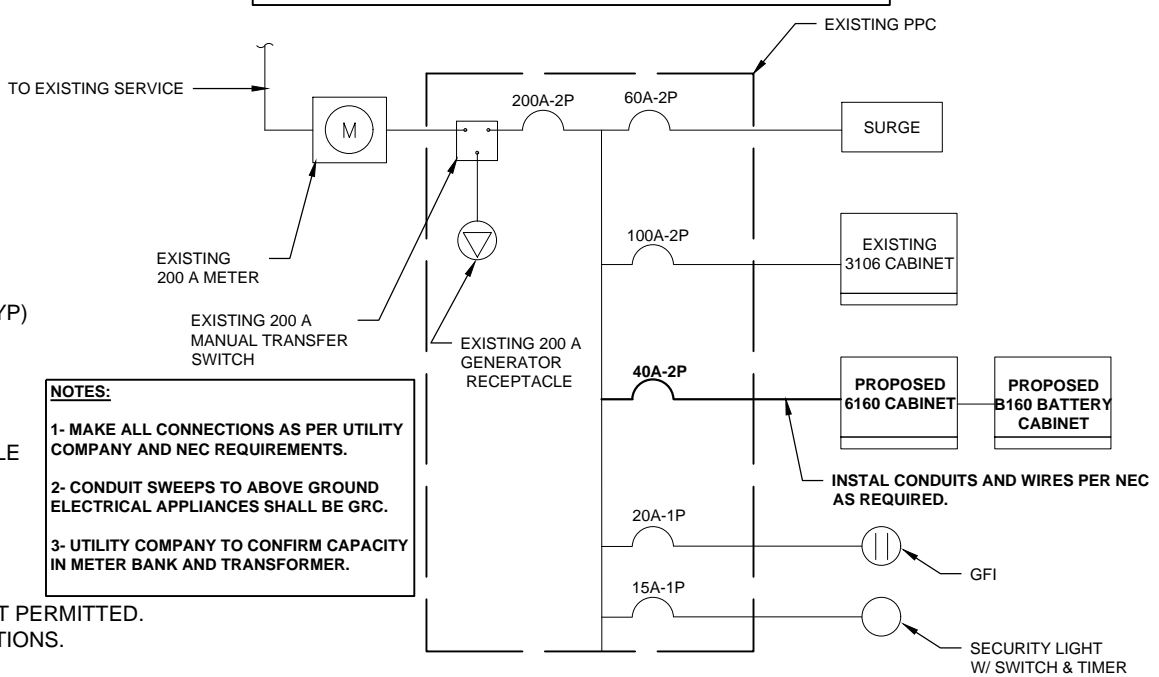 EXISTING PPC
TO EXISTING SERVICE
200A-2P
60A-2P
M
SURGE
EXISTING
200 A METER
100A-2P
EXISTING
3106 CABINET
EXISTING 200 A
MANUAL TRANSFER
SWITCH
EXISTING 200 A
GENERATOR
RECEPTACLE
40A-2P
PROPOSED
6160 CABINET
PROPOSED
B160 BATTERY
CABINET
INSTAL CONDUITS AND WIRES PER NEC
AS REQUIRED.
NOTES:
1- MAKE ALL CONNECTIONS AS PER UTILITY
COMPANY AND NEC REQUIREMENTS.
2- CONDUIT SWEEPS TO ABOVE GROUND
ELECTRICAL APPLIANCES SHALL BE GRC.
3- UTILITY COMPANY TO CONFIRM CAPACITY
IN METER BANK AND TRANSFORMER.
20A-1P
GFI
15A-1P
SECURITY LIGHT
W/ SWITCH & TIMER
YP)
LE
T PERMITTED.
TIONS.